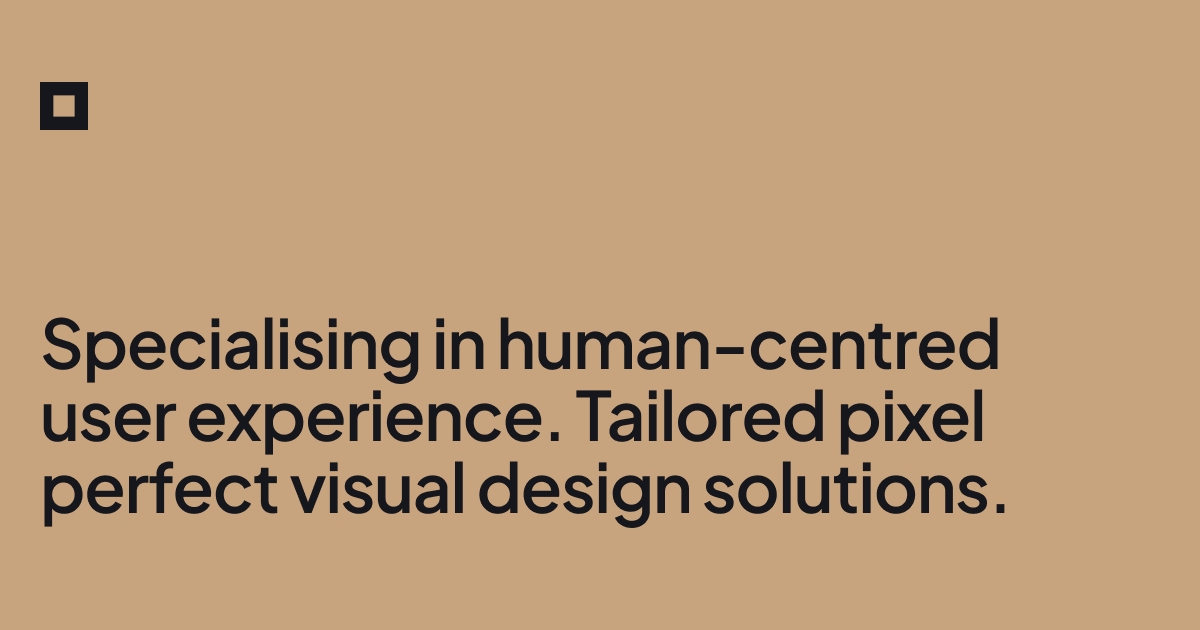 Specialising in human-centred
user experience. Tailored pixel
perfect visual design solutions.